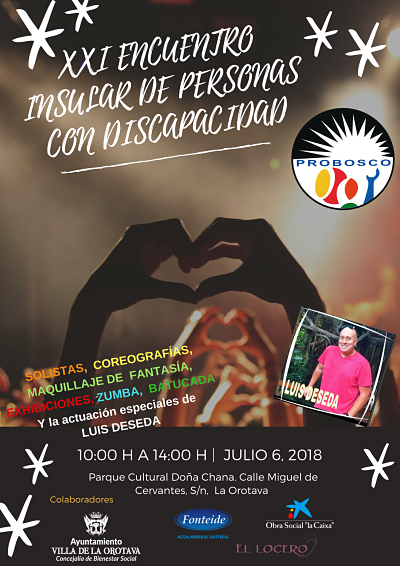 XXI ENCUENTRO
INSULAR DE PERSONAS
CON DISCAPACIDAD
PROBOSCO
SOLISTAS, COREOGRAFÍAS,
MAQUILLAJE DE FANTASÍA,
EXHIBICIONES, ZUMBA, BATUCADA
Y la actuación especiales de
LUIS DESEDA
LUIS DESEDA
10:00 H A 14:00 H | JULIO 6, 2018
Parque Cultural Doña Chana. Calle Miguel de
Cervantes, S/n, La Orotava
Colaboradores
Ayuntamiento
VILLA DE LA OROTAVA
Concejalía de Bienestar Social
Fonteide
AGUA MINERAL NATURAL
Obra Social "la Caixa"
EL LOCERO